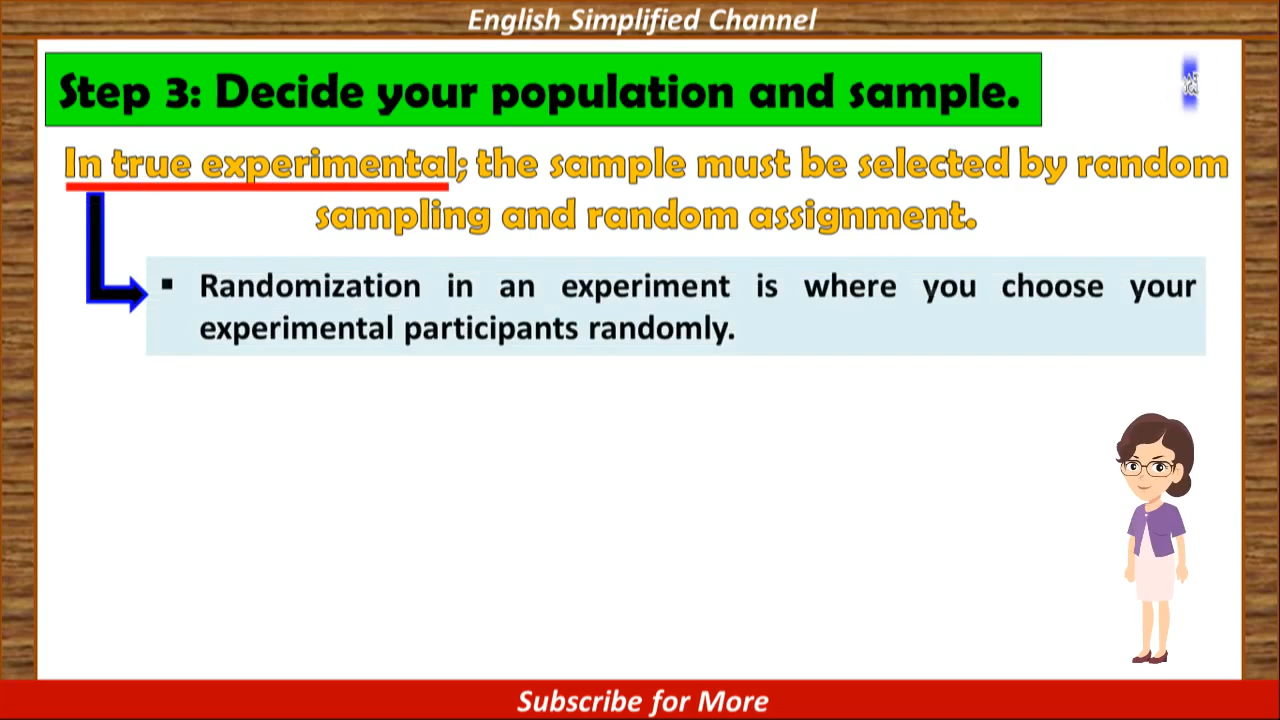 English Simplified Channel
Step 3: Decide your population and sample.
In true experimental; the sample must be selected by random
sampling and random assignment.
▪ Randomization in an experiment is where you choose your
experimental participants randomly.
Subscribe for More